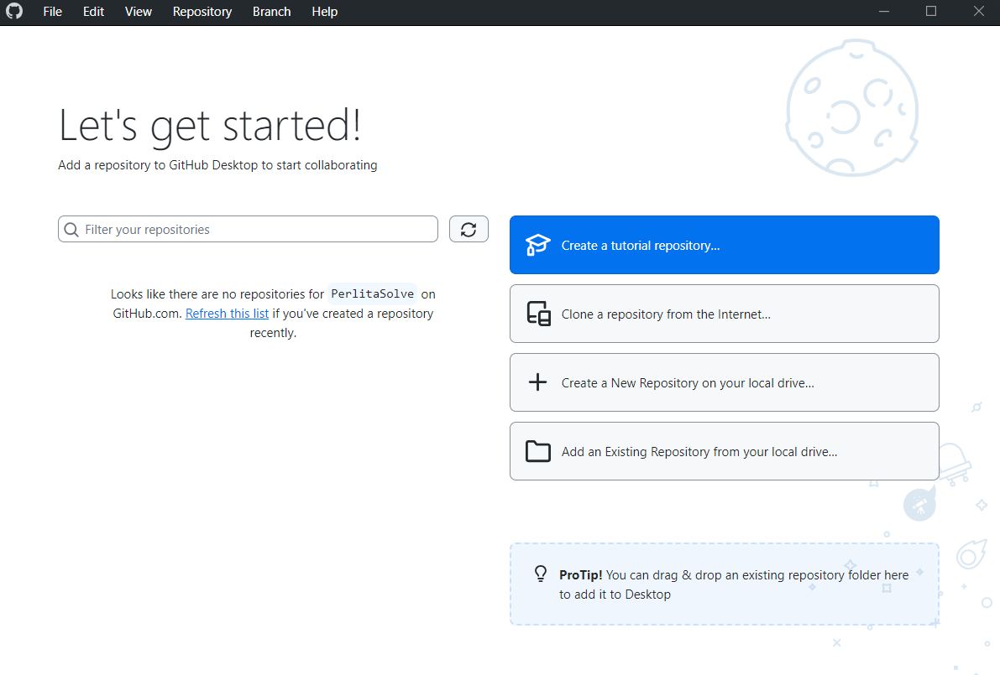 File Edit View Repository Branch Help
Let's get started!
Add a repository to GitHub Desktop to start collaborating
Filter your repositories
Looks like there are no repositories for PerlitaSolve on
GitHub.com. Refresh this list if you've created a repository
recently.
Create a tutorial repository...
Clone a repository from the Internet...
Create a New Repository on your local drive...
Add an Existing Repository from your local drive...
ProTip! You can drag & drop an existing repository folder here
to add it to Desktop